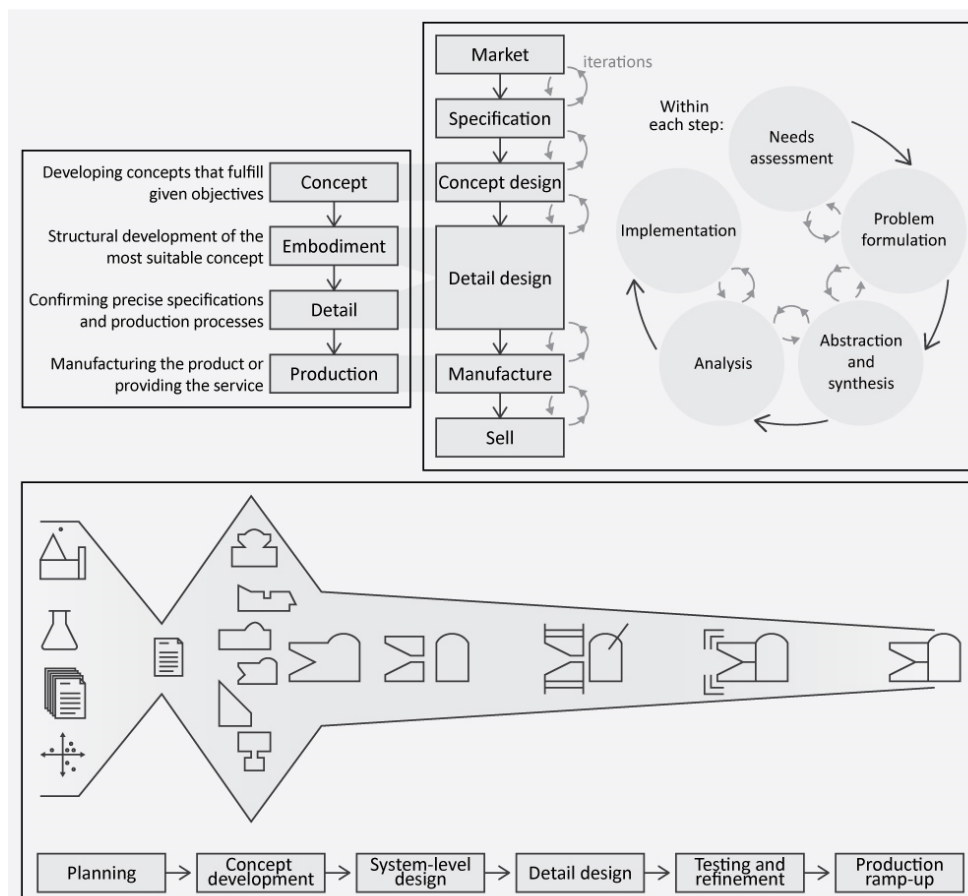 Market
iterations
Specification
Concept design
Detail design
Manufacture
Sell
Within
each step:
Needs
assessment
Problem
formulation
Abstraction
and
synthesis
Analysis
Implementation
Developing concepts that fulfill
given objectives
Concept
Structural development of the
most suitable concept
Embodiment
Confirming precise specifications
and production processes
Detail
Manufacturing the product or
providing the service
Production
Planning
Concept
development
System-level
design
Detail design
Testing and
refinement
Production
ramp-up